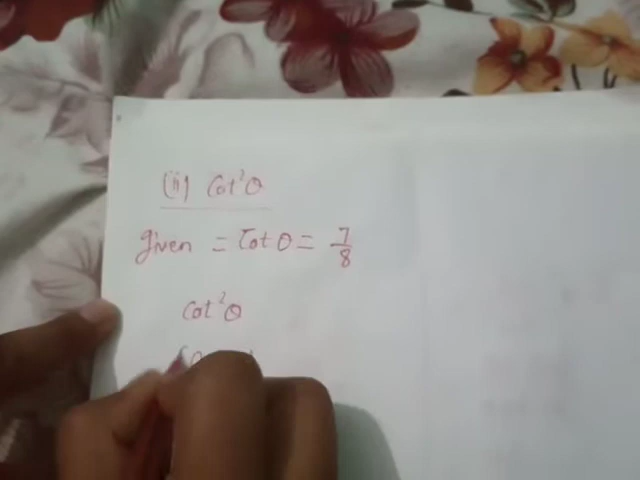 (ii) Cot²θ
given = Cot θ = 7/8
Cot²θ